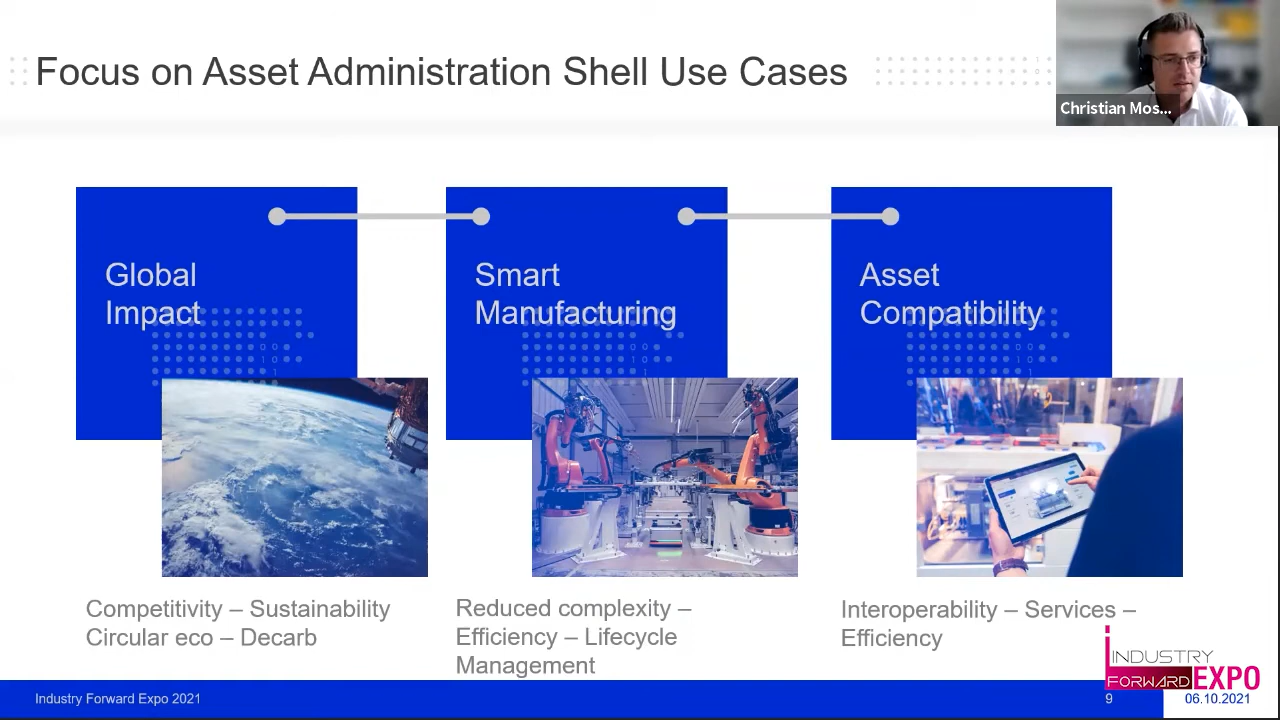 Focus on Asset Administration Shell Use Cases
Christian Mos...
Global
Impact
Smart
Manufacturing
Asset
Compatibility
Competitivity – Sustainability
Circular eco – Decarb
Reduced complexity –
Efficiency – Lifecycle
Management
Interoperability – Services –
Efficiency
INDUSTRY
FORWARD EXPO
Industry Forward Expo 2021
9
06.10.2021